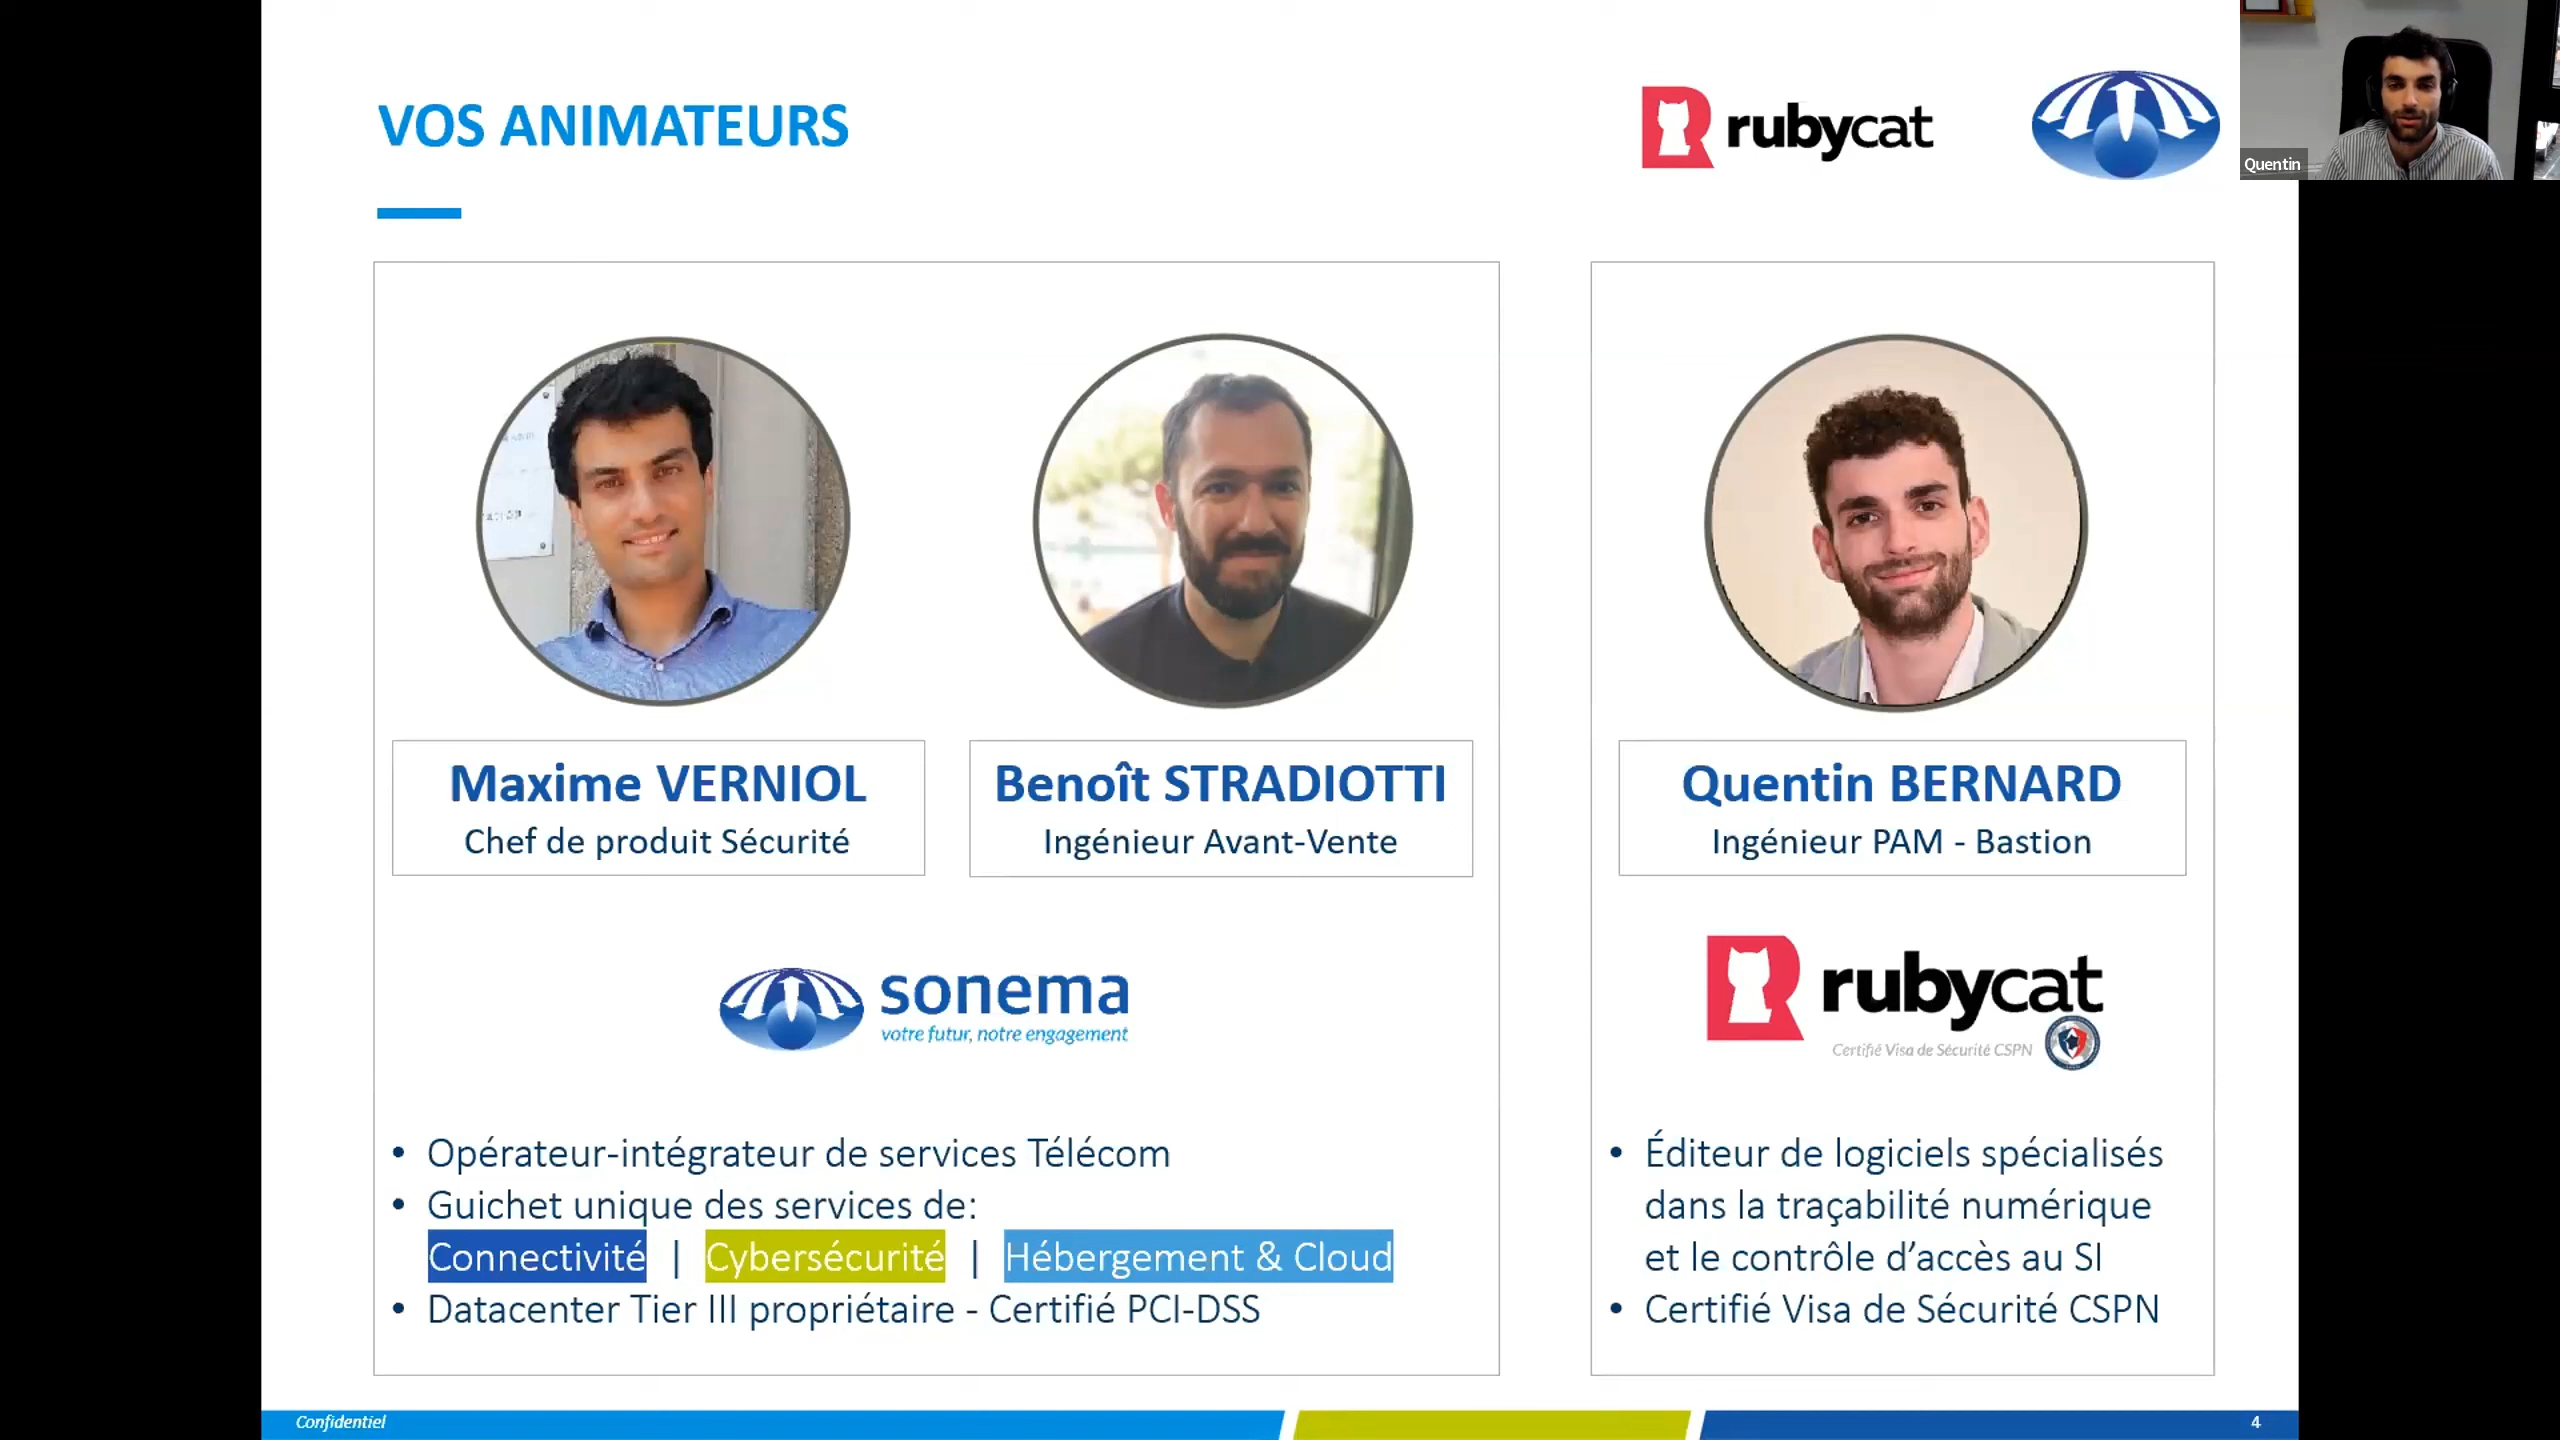 VOS ANIMATEURS
rubycat
Quentin
Maxime VERNIOL
Chef de produit Sécurité
Benoît STRADIOTTI
Ingénieur Avant-Vente
sonema
votre futur, notre engagement
• Opérateur-intégrateur de services Télécom
• Guichet unique des services de:
Connectivité | Cybersécurité | Hébergement & Cloud
• Datacenter Tier III propriétaire - Certifié PCI-DSS
Quentin BERNARD
Ingénieur PAM - Bastion
rubycat
Certifié Visa de Sécurité CSPN
• Éditeur de logiciels spécialisés
dans la traçabilité numérique
et le contrôle d’accès au SI
• Certifié Visa de Sécurité CSPN
Confidentiel
4